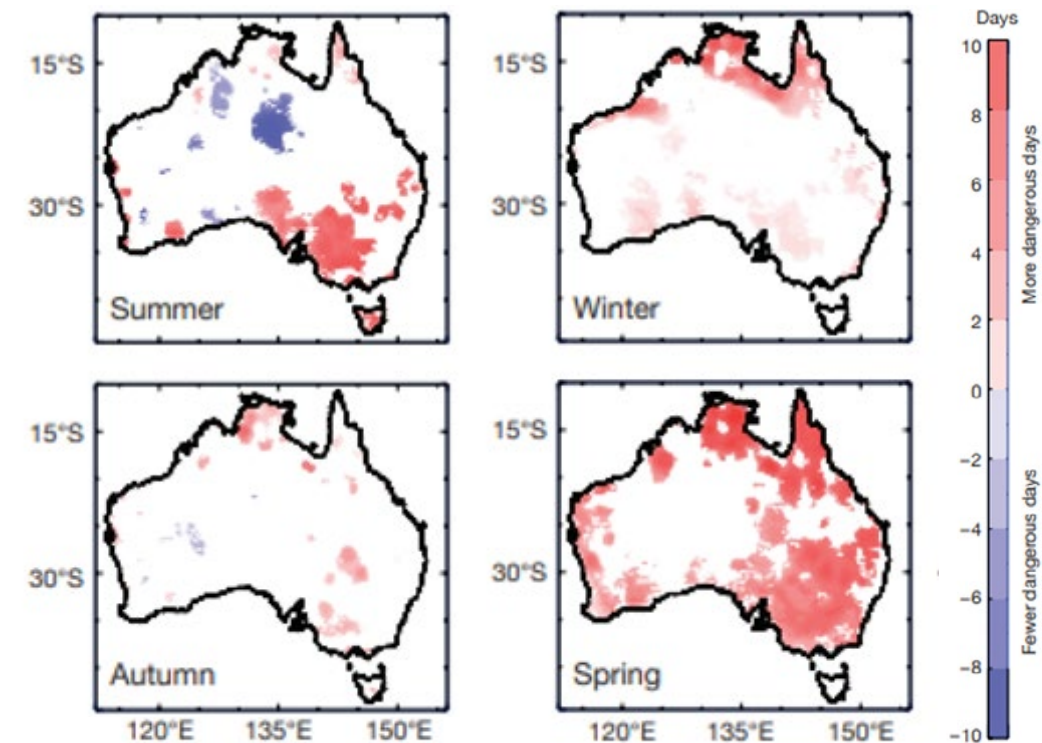 Days
15°S
30°S
Summer
15°S
30°S
Winter
15°S
30°S
Autumn
120°E 135°E 150°E
15°S
30°S
Spring
120°E 135°E 150°E
10
8
6
4
2
0
−2
−4
−6
−8
−10
More dangerous days
Fewer dangerous days